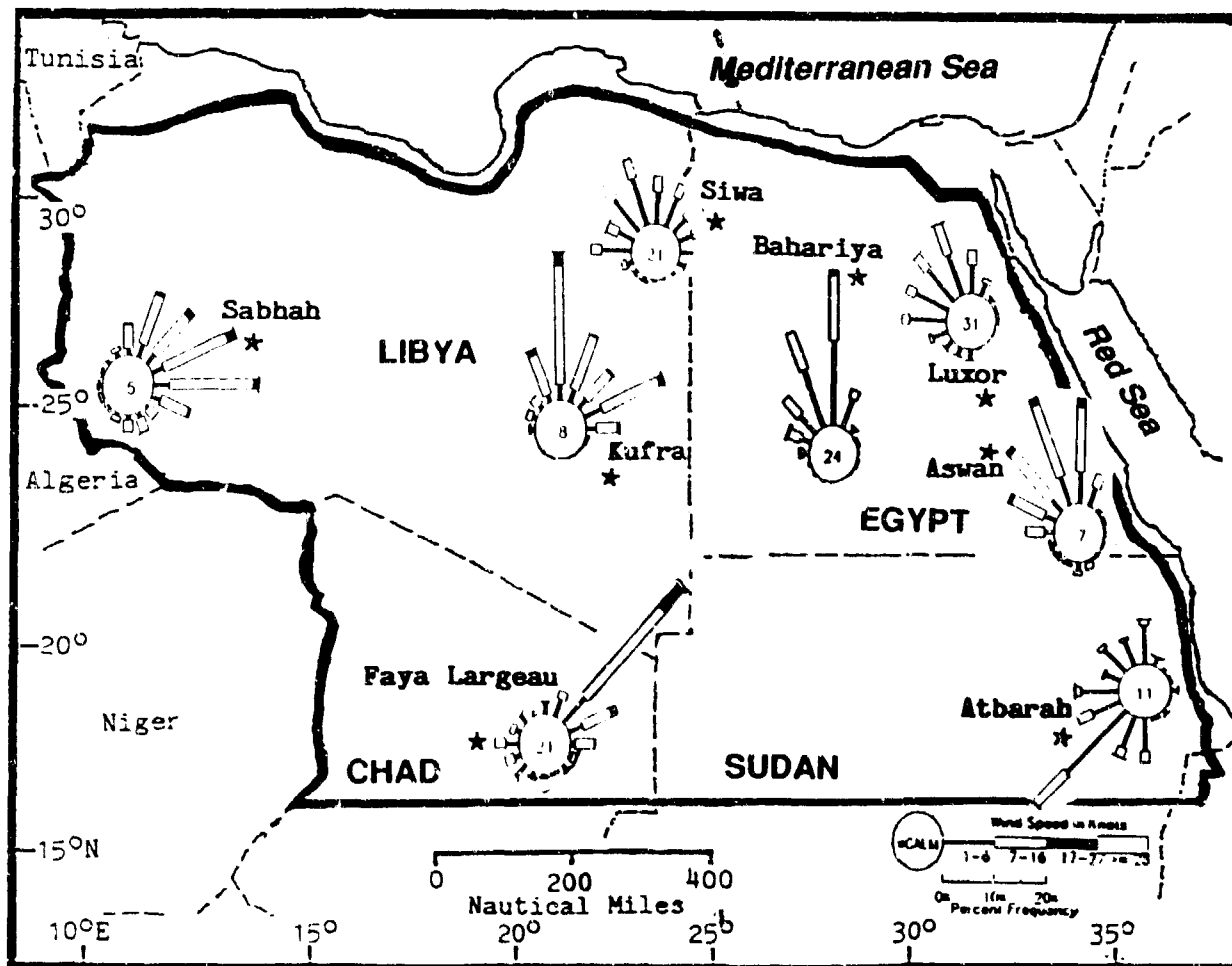 Tunisia
Mediterranean Sea
Siwa
30°
21
Bahariya
Sabhah
31
LIBYA
Luxor
Red Sea
5
25°
8
Kufra
24
Aswan
Algeria
EGYPT
7
20°
Faya Largeau
11
Niger
Atbarah
21
CHAD
SUDAN
Wind Speed in Knots
15°N
1-6 7-16
0 200 400
Nautical Miles
Percent Frequency
10°E 15° 20° 25° 30° 35°